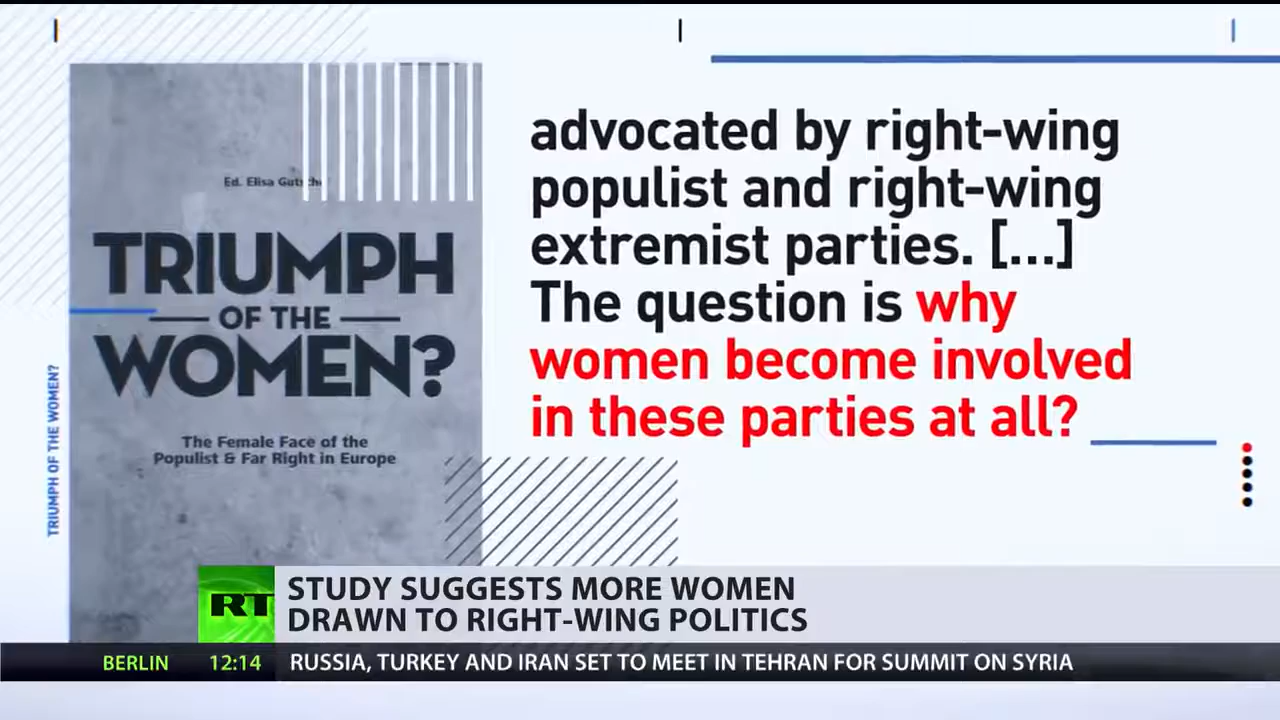 Ed. Elisa
TRIUMPH
OF THE
WOMEN?
The Female Face of the
Populist & Far Right in Europe
TRIUMPH OF THE WOMEN?
advocated by right-wing
populist and right-wing
extremist parties. [...]
The question is why
women become involved
in these parties at all?
RT
STUDY SUGGESTS MORE WOMEN
DRAWN TO RIGHT-WING POLITICS
BERLIN 12:14 RUSSIA, TURKEY AND IRAN SET TO MEET IN TEHRAN FOR SUMMIT ON SYRIA